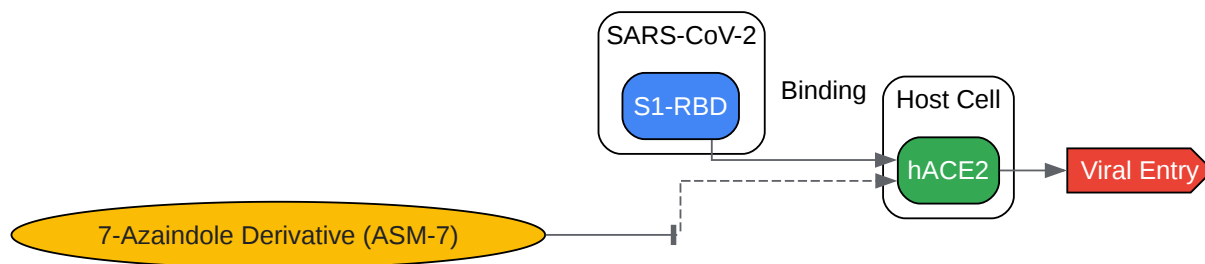 SARS-CoV-2
S1-RBD
Binding
Host Cell
hACE2
Viral Entry
7-Azaindole Derivative (ASM-7)